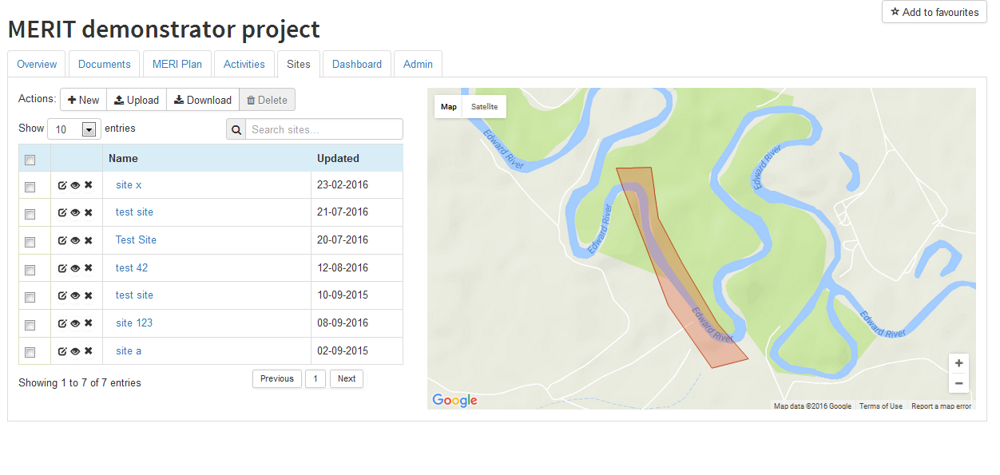 Add to favourites
MERIT demonstrator project
Overview Documents MERI Plan Activities Sites Dashboard Admin
Actions: New Upload Download Delete
Show 10 entries Search sites...
Name Updated
site x 23-02-2016
test site 21-07-2016
Test Site 20-07-2016
test 42 12-08-2016
test site 10-09-2015
site 123 08-09-2016
site a 02-09-2015
Showing 1 to 7 of 7 entries
Previous 1 Next
Map Satellite
Edward River
Edward River
Edward River
Edward River
Edward River
Google
Map data ©2016 Google Terms of Use Report a map error